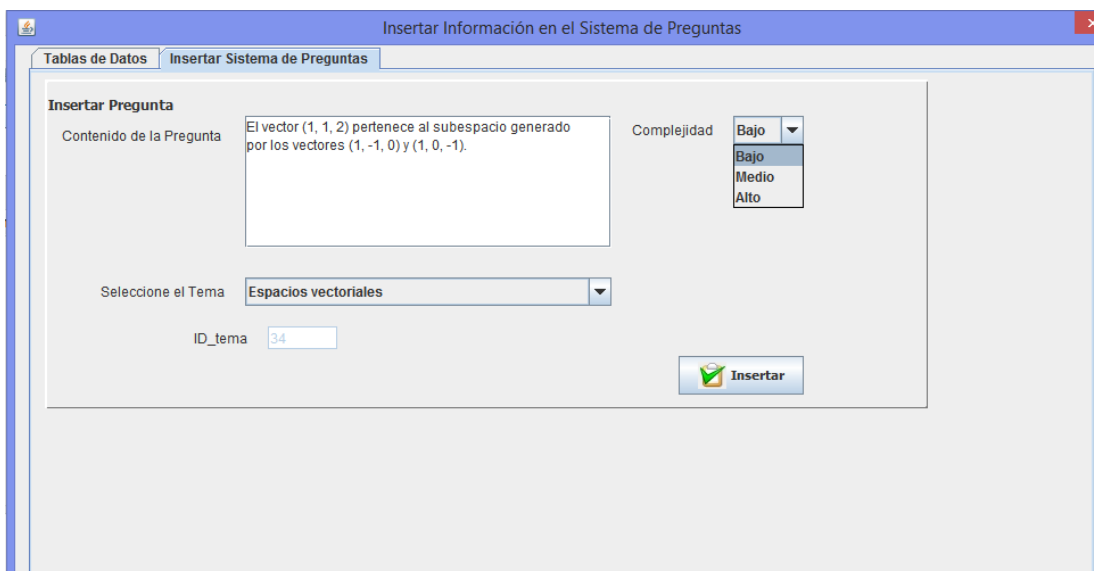 Insertar Información en el Sistema de Preguntas
Tablas de Datos
Insertar Sistema de Preguntas
Insertar Pregunta
Contenido de la Pregunta
El vector (1, 1, 2) pertenece al subespacio generado
por los vectores (1, -1, 0) y (1, 0, -1).
Complejidad
Bajo
Bajo
Medio
Alto
Seleccione el Tema
Espacios vectoriales
ID_tema
34
Insertar